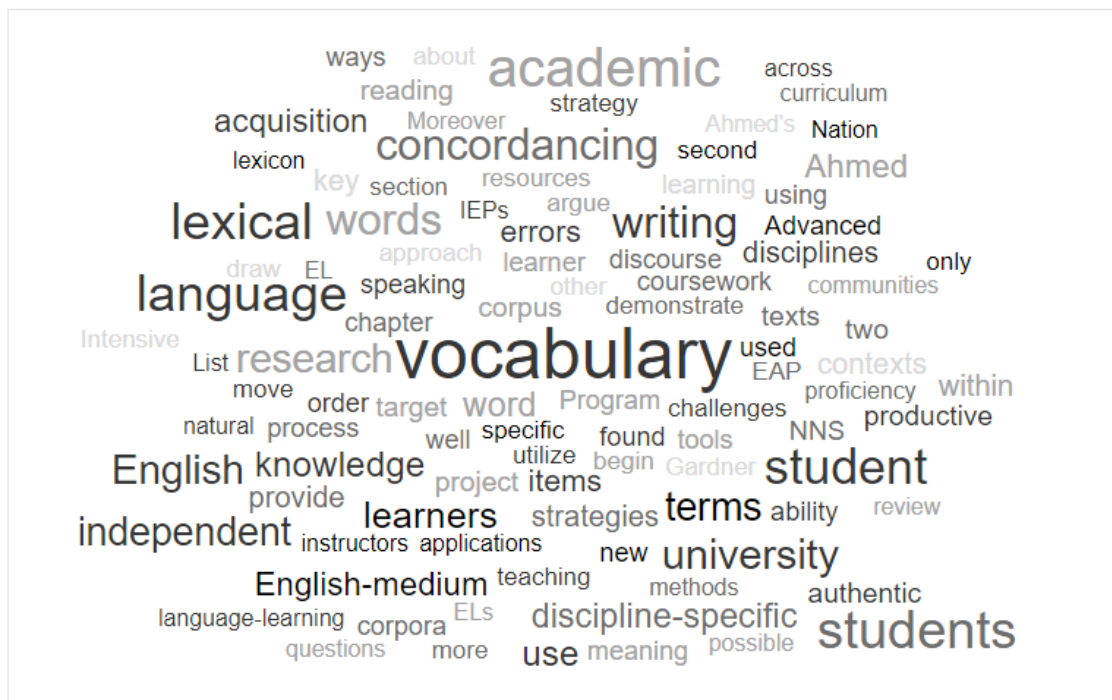 ways about academic across
reading strategy curriculum
acquisition Moreover Ahmed's Nation
lexicon concordancing second Ahmed
key section resources learning using
lexical words IEPs argue writing Advanced
errors disciplines
approach learner discourse only
draw EL speaking other coursework communities
language corpus demonstrate
chapter texts two
Intensive vocabulary used
List research EAP contexts
move proficiency within
order target word Program challenges productive
natural process well specific found tools NNS
utilize begin Gardner student
English knowledge project items
provide learners strategies terms ability review
independent instructors applications new university
English-medium teaching methods authentic
language-learning corpora ELs discipline-specific students
questions more use meaning possible